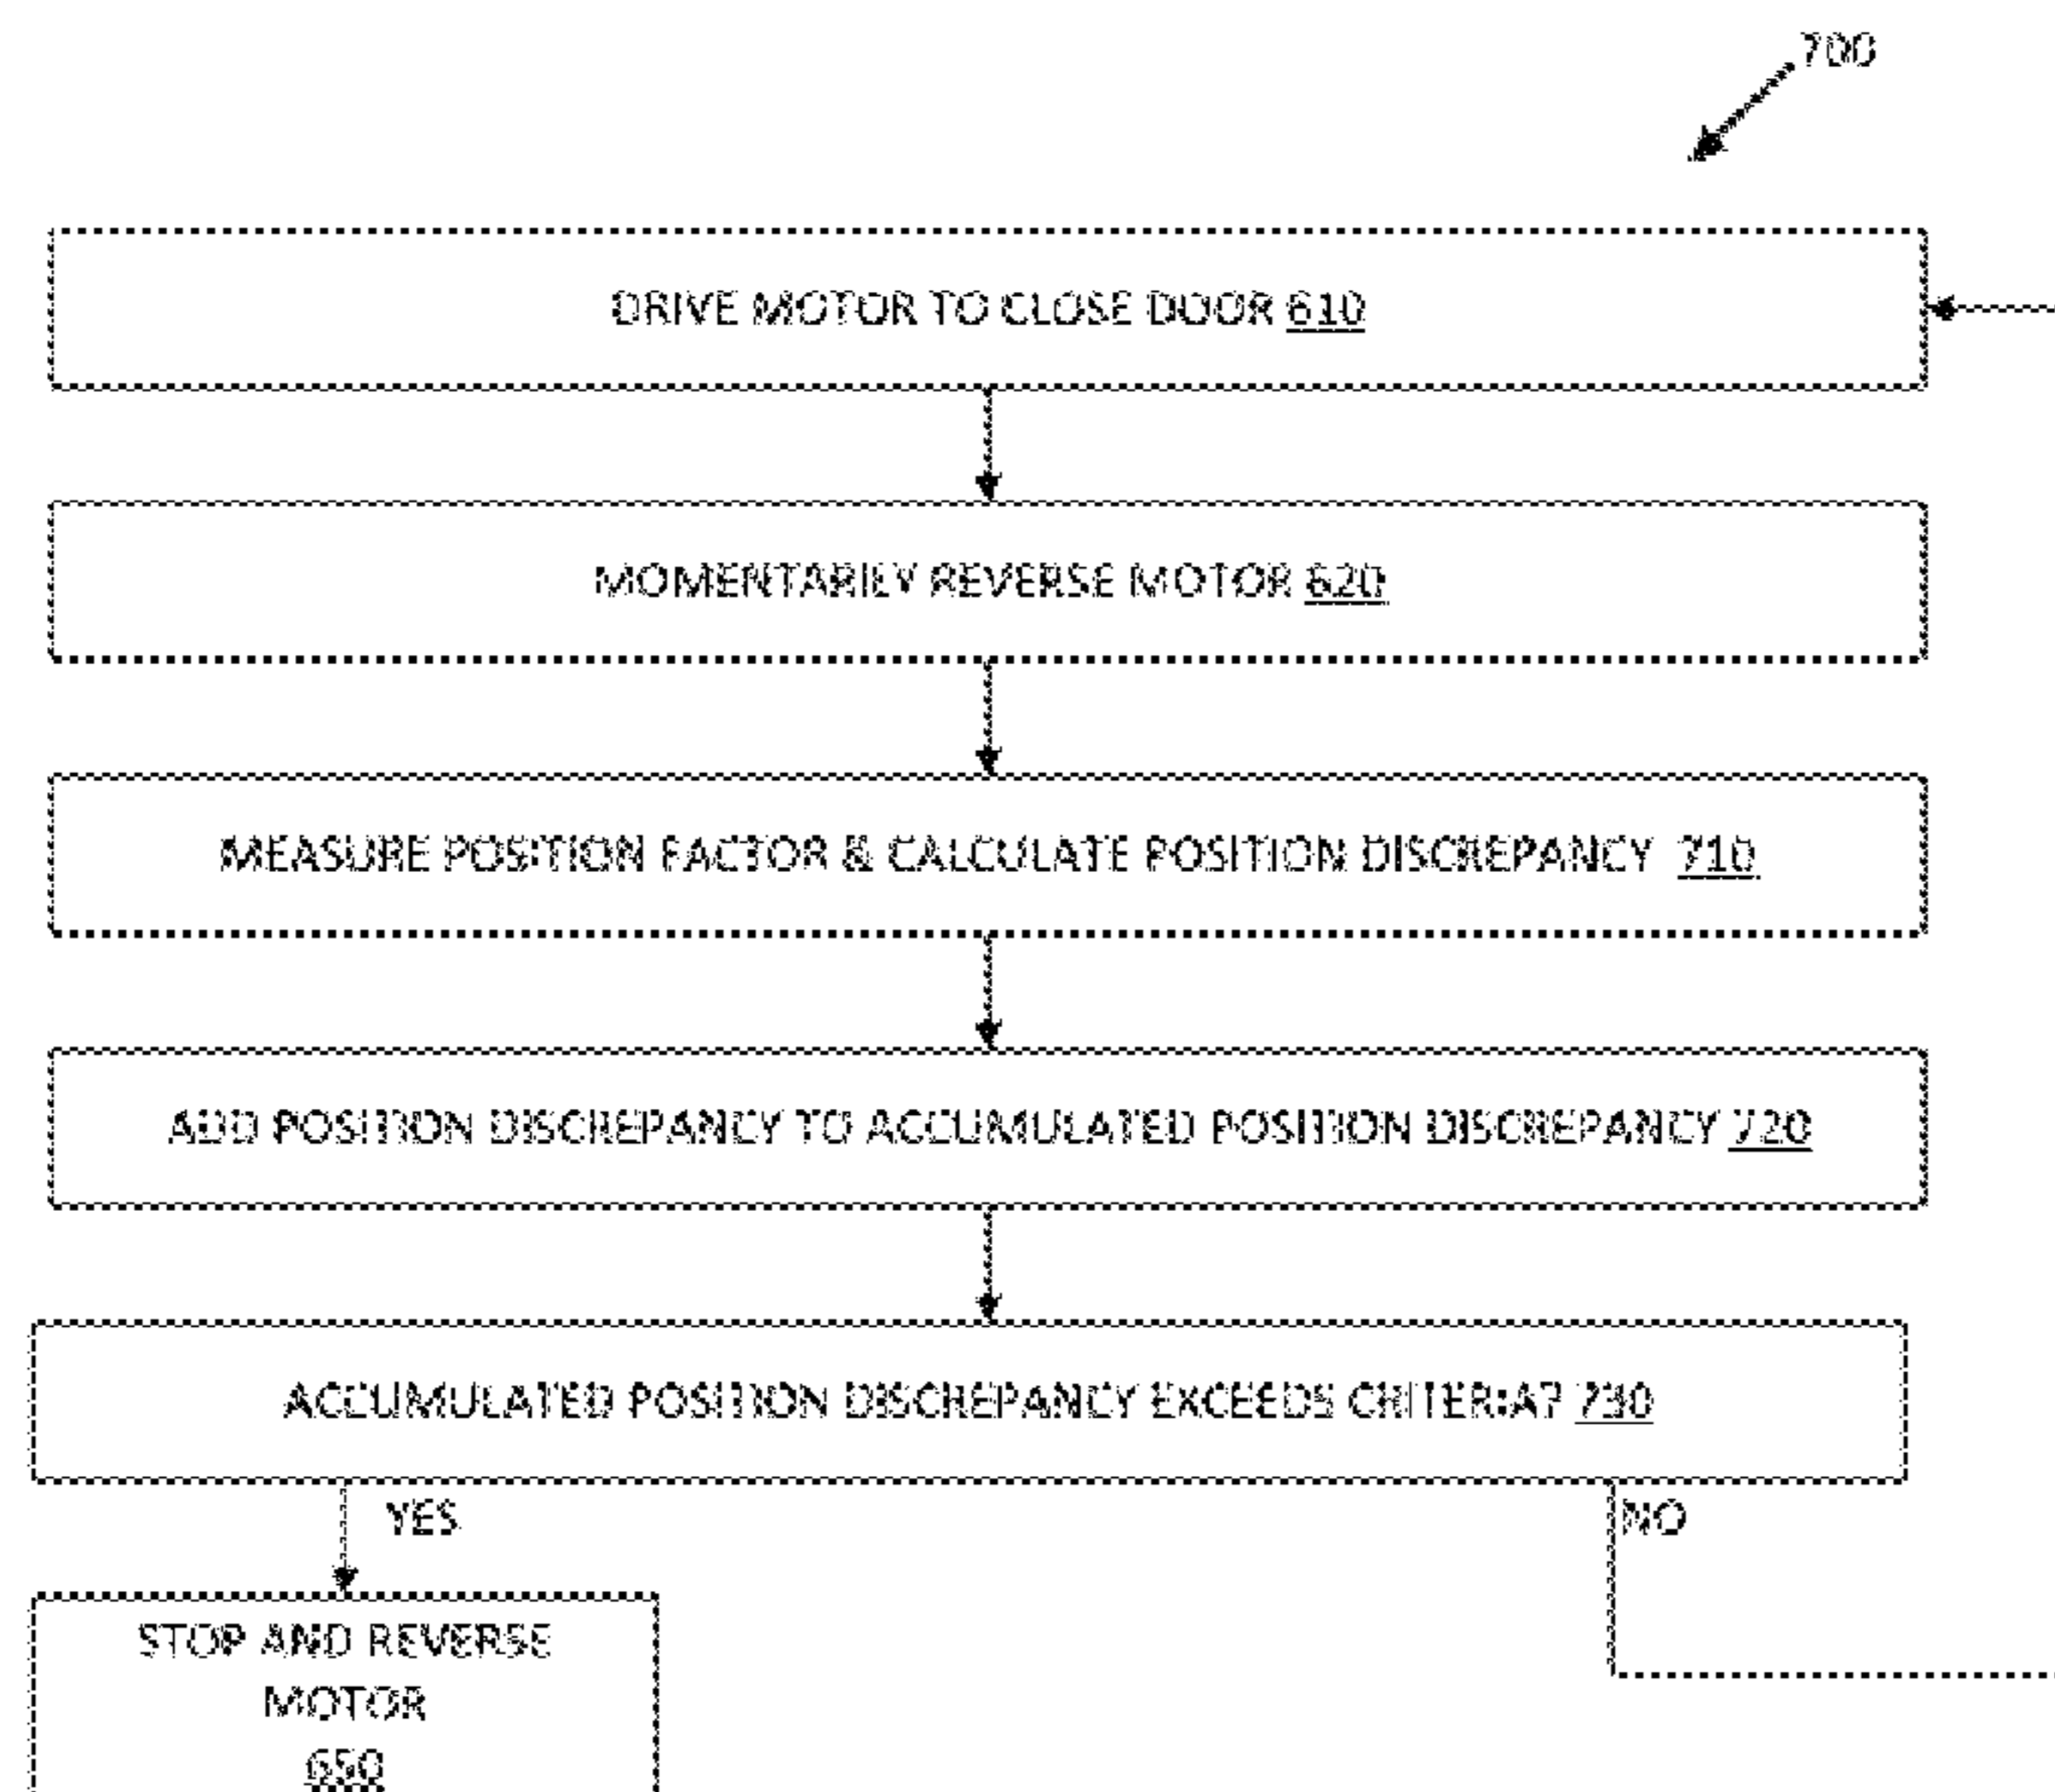 700
DRIVE MOTOR TO CLOSE DOOR 610
MOMENTARILY REVERSE MOTOR 620
MEASURE POSITION FACTOR & CALCULATE POSITION DISCREPANCY 710
ADD POSITION DISCREPANCY TO ACCUMULATED POSITION DISCREPANCY 720
ACCUMULATED POSITION DISCREPANCY EXCEEDS CRITERIA? 730
YES
NO
STOP AND REVERSE
MOTOR
650